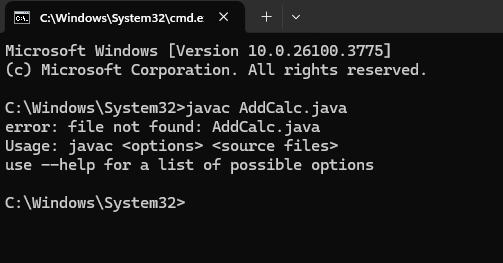 C:\Windows\System32\cmd.e
Microsoft Windows [Version 10.0.26100.3775]
(c) Microsoft Corporation. All rights reserved.
C:\Windows\System32>javac AddCalc.java
error: file not found: AddCalc.java
Usage: javac <options> <source files>
use --help for a list of possible options
C:\Windows\System32>